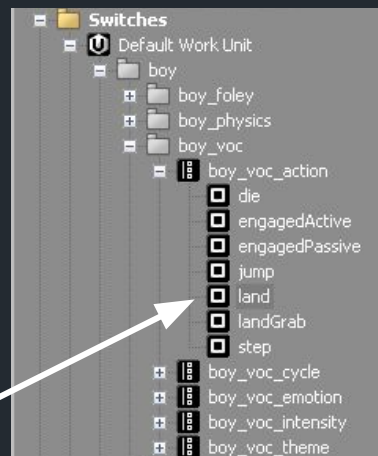 Switches
Default Work Unit
boy
boy_foley
boy_physics
boy_voc
boy_voc_action
die
engagedActive
engagedPassive
jump
land
landGrab
step
boy_voc_cycle
boy_voc_emotion
boy_voc_intensity
boy_voc_theme